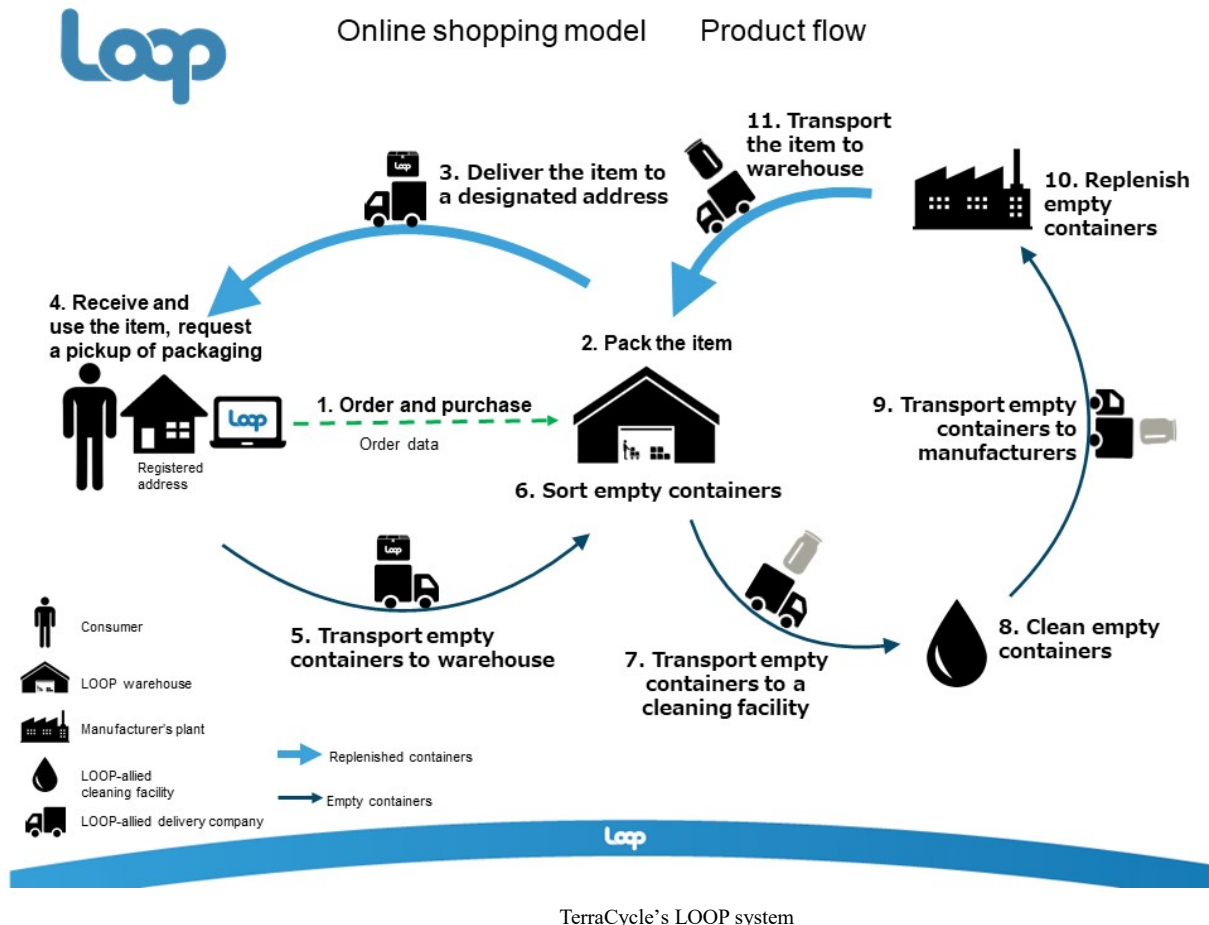 Loop
Online shopping model
Product flow
11. Transport
the item to
warehouse
3. Deliver the item to
a designated address
Loop
10. Replenish
empty
containers
4. Receive and
use the item, request
a pickup of packaging
2. Pack the item
Loop
1. Order and purchase
Order data
Registered
address
9. Transport empty
containers to
manufacturers
6. Sort empty containers
Loop
5. Transport empty
containers to warehouse
7. Transport empty
containers to a
cleaning facility
8. Clean empty
containers
Consumer
LOOP warehouse
Manufacturer's plant
LOOP-allied
cleaning facility
LOOP-allied delivery company
Replenished containers
Empty containers
Loop
TerraCycle's LOOP system